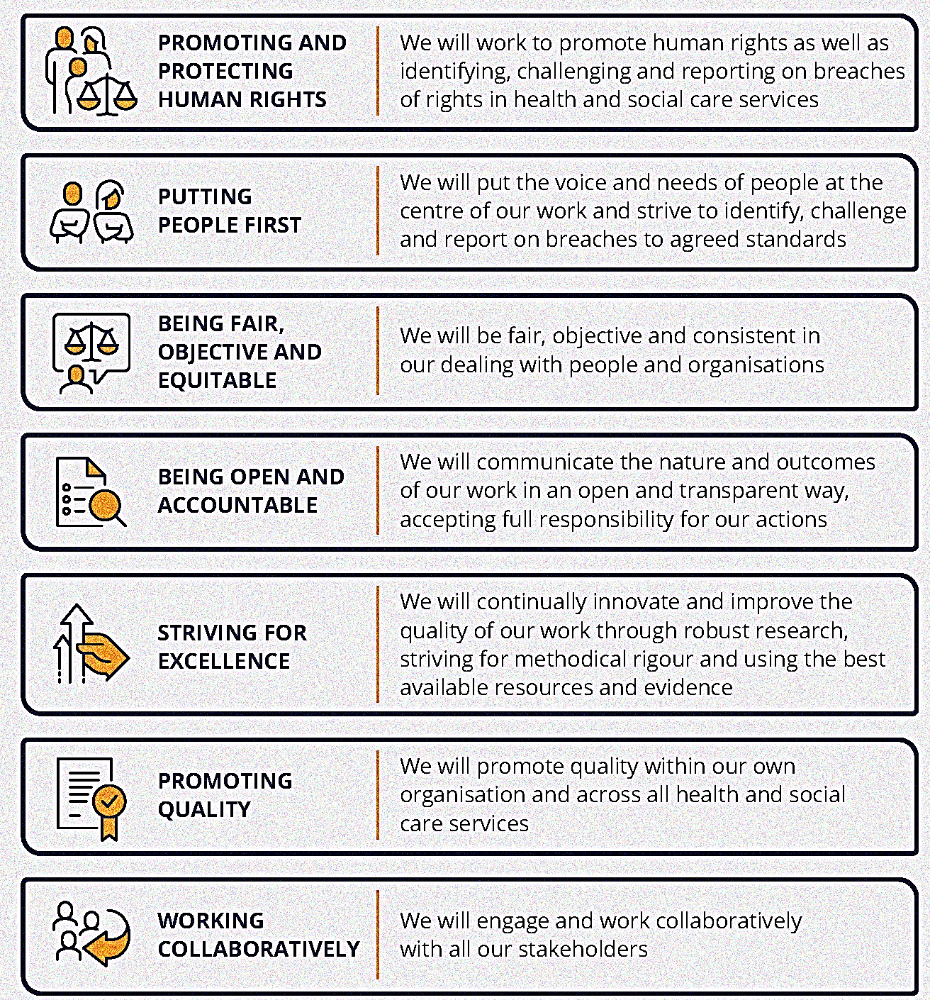 PROMOTING AND
PROTECTING
HUMAN RIGHTS
We will work to promote human rights as well as
identifying, challenging and reporting on breaches
of rights in health and social care services
PUTTING
PEOPLE FIRST
We will put the voice and needs of people at the
centre of our work and strive to identify, challenge
and report on breaches to agreed standards
BEING FAIR,
OBJECTIVE AND
EQUITABLE
We will be fair, objective and consistent in
our dealing with people and organisations
BEING OPEN AND
ACCOUNTABLE
We will communicate the nature and outcomes
of our work in an open and transparent way,
accepting full responsibility for our actions
STRIVING FOR
EXCELLENCE
We will continually innovate and improve the
quality of our work through robust research,
striving for methodical rigour and using the best
available resources and evidence
PROMOTING
QUALITY
We will promote quality within our own
organisation and across all health and social
care services
WORKING
COLLABORATIVELY
We will engage and work collaboratively
with all our stakeholders